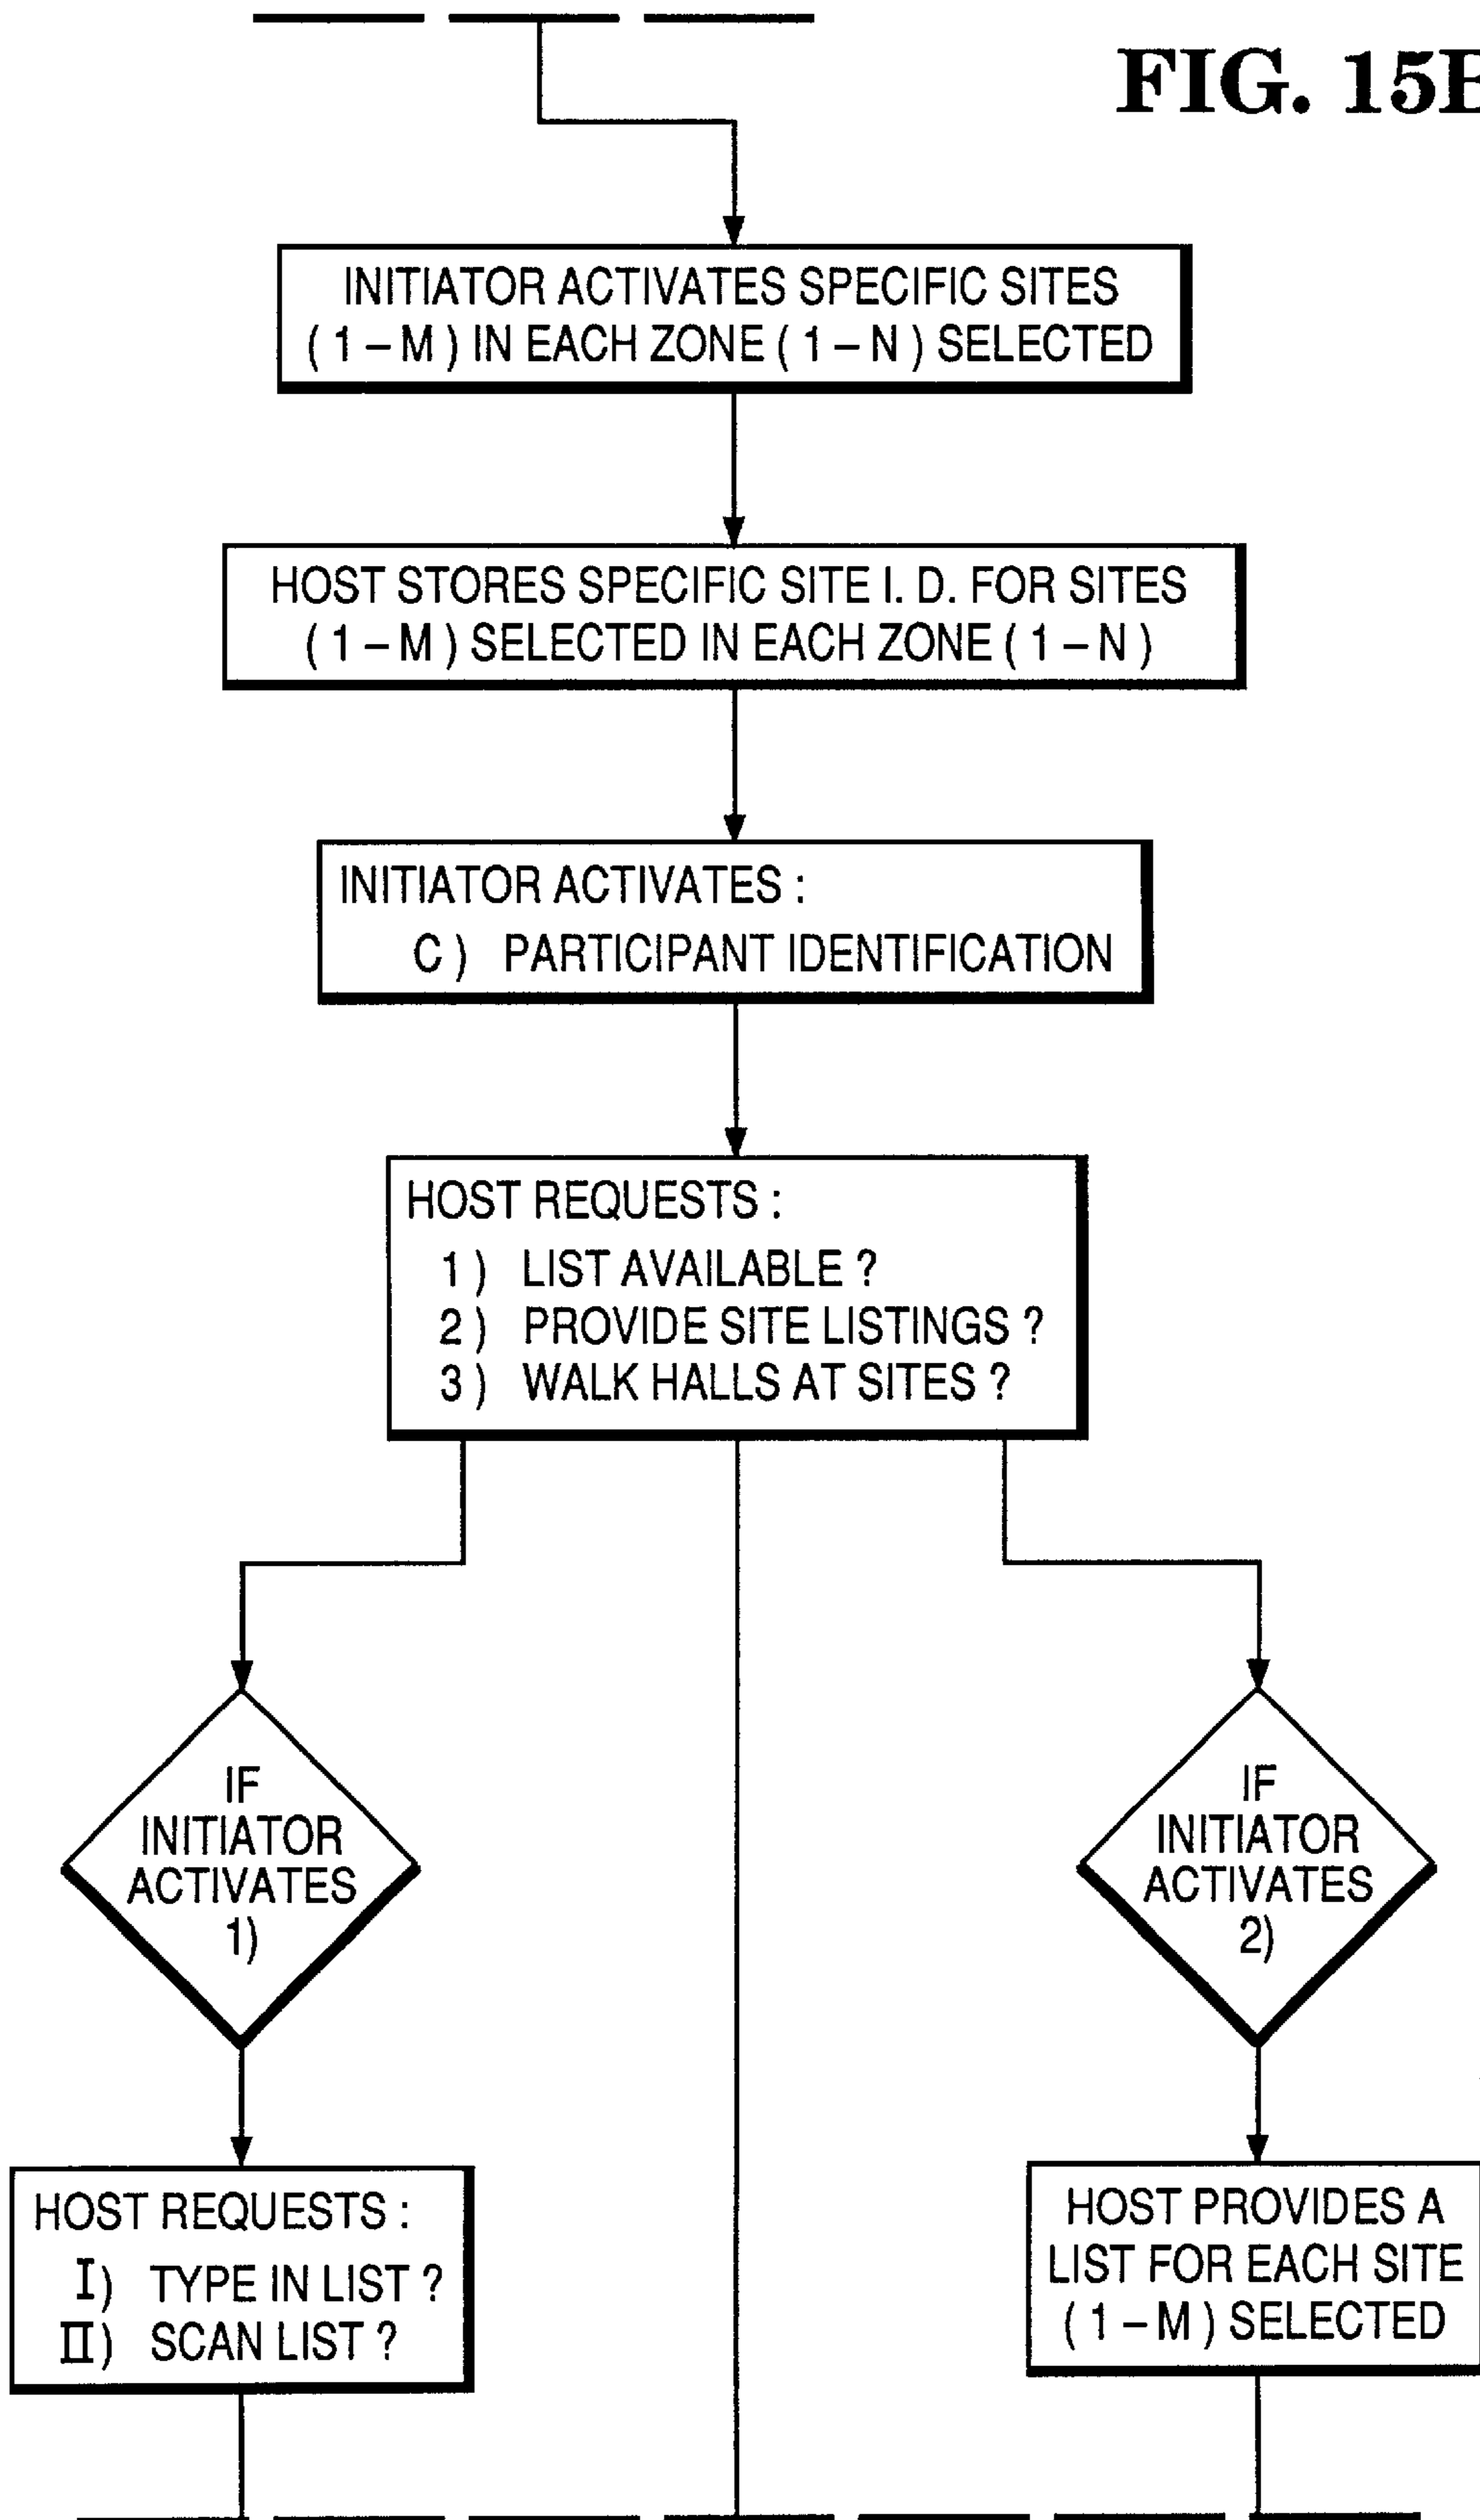 FIG. 15B
INITIATOR ACTIVATES SPECIFIC SITES
( 1 – M ) IN EACH ZONE ( 1 – N ) SELECTED
HOST STORES SPECIFIC SITE I. D. FOR SITES
( 1 – M ) SELECTED IN EACH ZONE ( 1 – N )
INITIATOR ACTIVATES :
C ) PARTICIPANT IDENTIFICATION
HOST REQUESTS :
1 ) LIST AVAILABLE ?
2 ) PROVIDE SITE LISTINGS ?
3 ) WALK HALLS AT SITES ?
IF
INITIATOR
ACTIVATES
1)
IF
INITIATOR
ACTIVATES
2)
HOST REQUESTS :
I) TYPE IN LIST ?
II) SCAN LIST ?
HOST PROVIDES A
LIST FOR EACH SITE
( 1 – M ) SELECTED